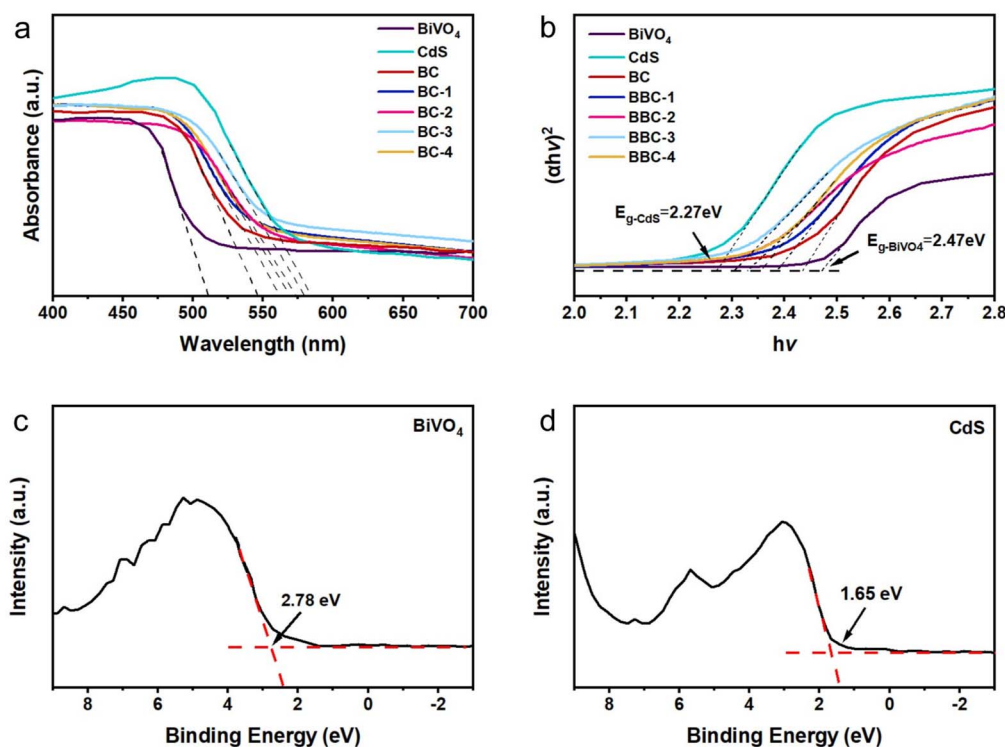 a
BiVO₄
CdS
BC
BC-1
BC-2
BC-3
BC-4
Absorbance (a.u.)
400 450 500 550 600 650 700
Wavelength (nm)
b
BiVO₄
CdS
BC
BBC-1
BBC-2
BBC-3
BBC-4
(αhν)²
E_g-CdS=2.27eV
E_g-BiVO4=2.47eV
2.0 2.1 2.2 2.3 2.4 2.5 2.6 2.7 2.8
hν
c
BiVO₄
Intensity (a.u.)
2.78 eV
8 6 4 2 0 -2
Binding Energy (eV)
d
CdS
Intensity (a.u.)
1.65 eV
8 6 4 2 0 -2
Binding Energy (eV)